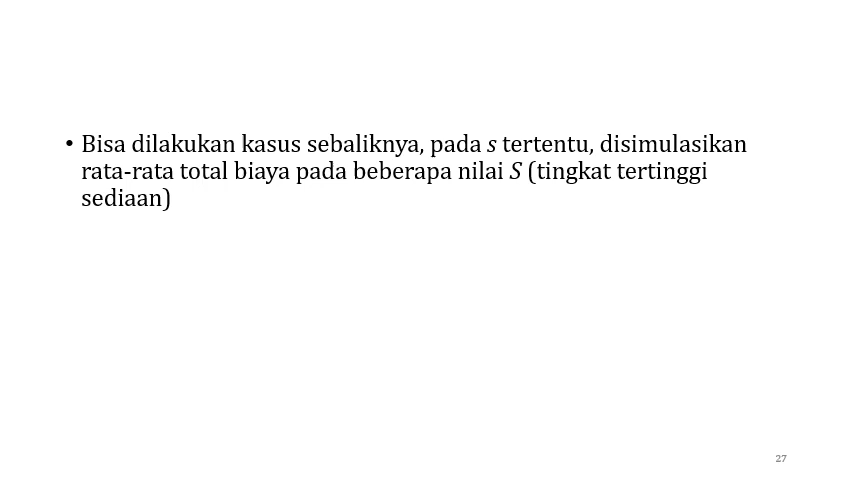 • Bisa dilakukan kasus sebaliknya, pada s tertentu, disimulasikan
rata-rata total biaya pada beberapa nilai S (tingkat tertinggi
sediaan)
27